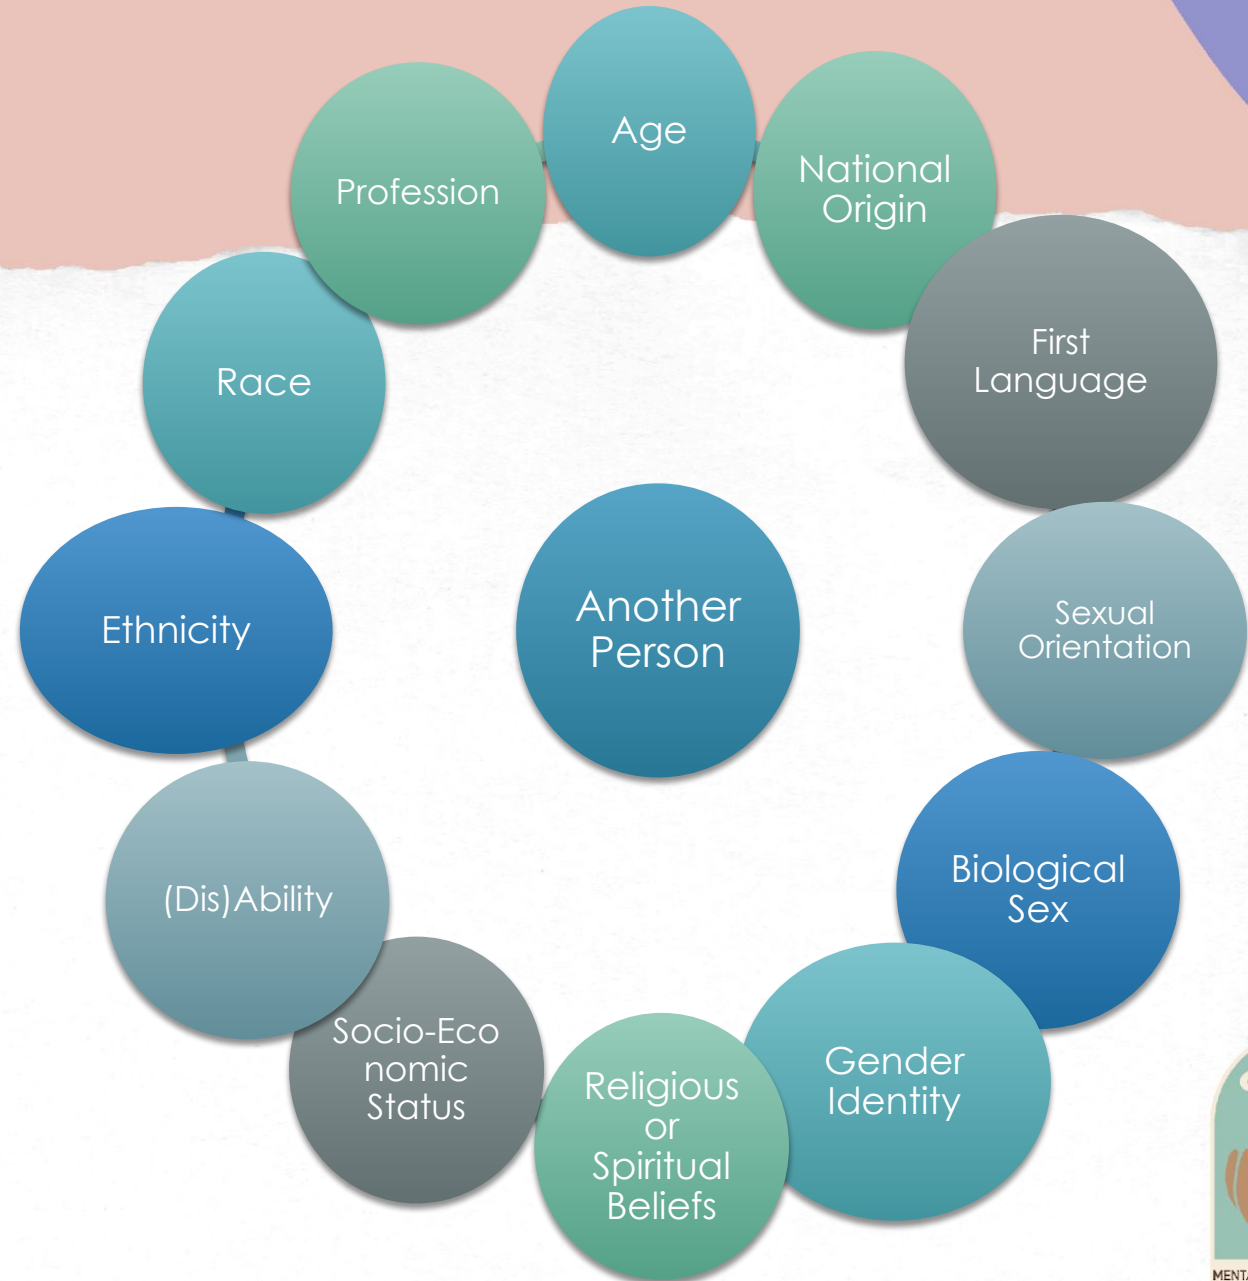 Age
National
Origin
First
Language
Sexual
Orientation
Biological
Sex
Gender
Identity
Religious
or
Spiritual
Beliefs
Socio-Eco
nomic
Status
(Dis)Ability
Ethnicity
Race
Profession
Another
Person